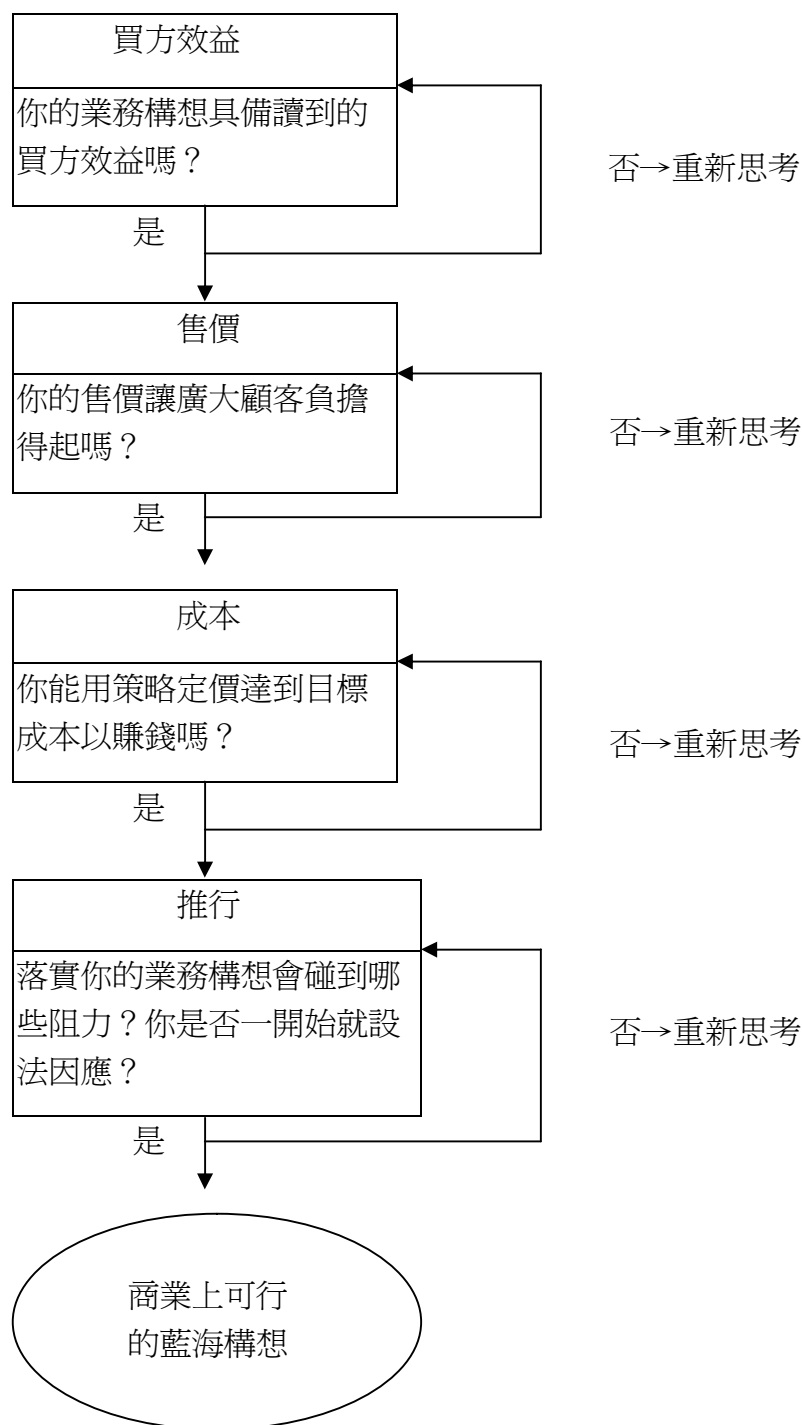 買方效益
你的業務構想具備讀到的
買方效益嗎？
否→重新思考
是
售價
你的售價讓廣大顧客負擔
得起嗎？
否→重新思考
是
成本
你能用策略定價達到目標
成本以賺錢嗎？
否→重新思考
是
推行
落實你的業務構想會碰到哪
些阻力？你是否一開始就設
法因應？
否→重新思考
是
商業上可行
的藍海構想